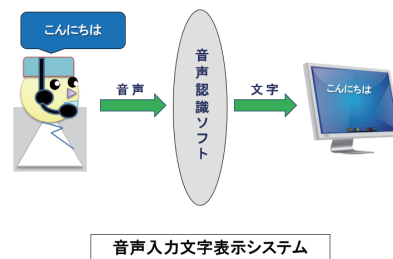 こんにちは
音声
音声認識ソフト
文字
こんにちは
音声入力文字表示システム